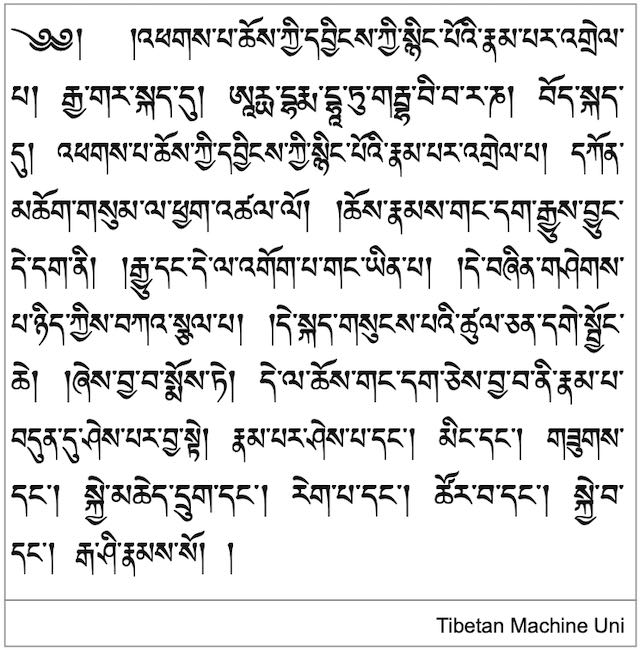 ༄༅། །འཕགས་པ་ཆོས་ཀྱི་དབྱིངས་ཀྱི་སྙིང་པོའི་རྣམ་པར་འགྲེལ་
པ། རྒྱ་གར་སྐད་དུ། ཨཱརྻ་དྷརྨ་དྷཱ་ཏུ་གརྦྷ་བི་བ་ར་ཎ། བོད་སྐད་
དུ། འཕགས་པ་ཆོས་ཀྱི་དབྱིངས་ཀྱི་སྙིང་པོའི་རྣམ་པར་འགྲེལ་པ། དཀོན་
མཆོག་གསུམ་ལ་ཕྱག་འཚལ་ལོ། །ཆོས་རྣམས་གང་དག་རྒྱུས་བྱུང་
དེ་དག་ནི། །རྒྱུ་དང་དེ་ལ་འགོག་པ་གང་ཡིན་པ། །དེ་བཞིན་གཤེགས་
པ་ཉིད་ཀྱིས་བཀའ་སྩལ་པ། །དེ་སྐད་གསུངས་པའི་ཚུལ་ཅན་དགེ་སྦྱོང་
ཆེ། །ཞེས་བྱ་བ་སྨོས་ཏེ། དེ་ལ་ཆོས་གང་དག་ཅེས་བྱ་བ་ནི་རྣམ་པ་
བདུན་དུ་ཤེས་པར་བྱ་སྟེ། རྣམ་པར་ཤེས་པ་དང་། མིང་དང་། གཟུགས་
དང་། སྐྱེ་མཆེད་དྲུག་དང་། རེག་པ་དང་། ཚོར་བ་དང་། སྐྱེ་བ་
དང་། རྒ་ཤི་རྣམས་སོ། །
Tibetan Machine Uni